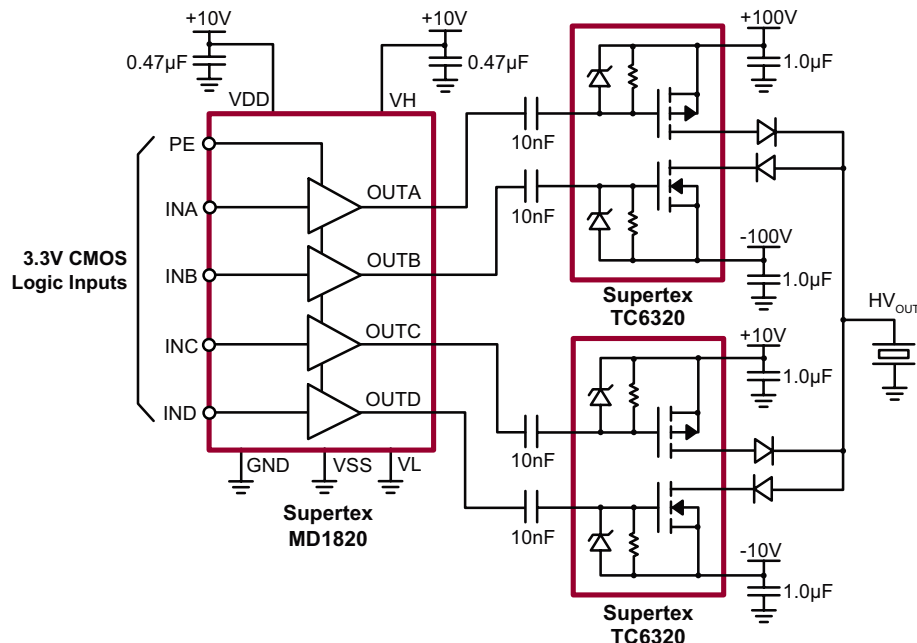 +10V
0.47µF
VDD
+10V
0.47µF
VH
+100V
1.0µF
PE
INA
INB
INC
IND
3.3V CMOS
Logic Inputs
OUTA
OUTB
OUTC
OUTD
GND
VSS
VL
Supertex
MD1820
10nF
10nF
-100V
1.0µF
Supertex
TC6320
HVOUT
+10V
1.0µF
10nF
10nF
-10V
1.0µF
Supertex
TC6320